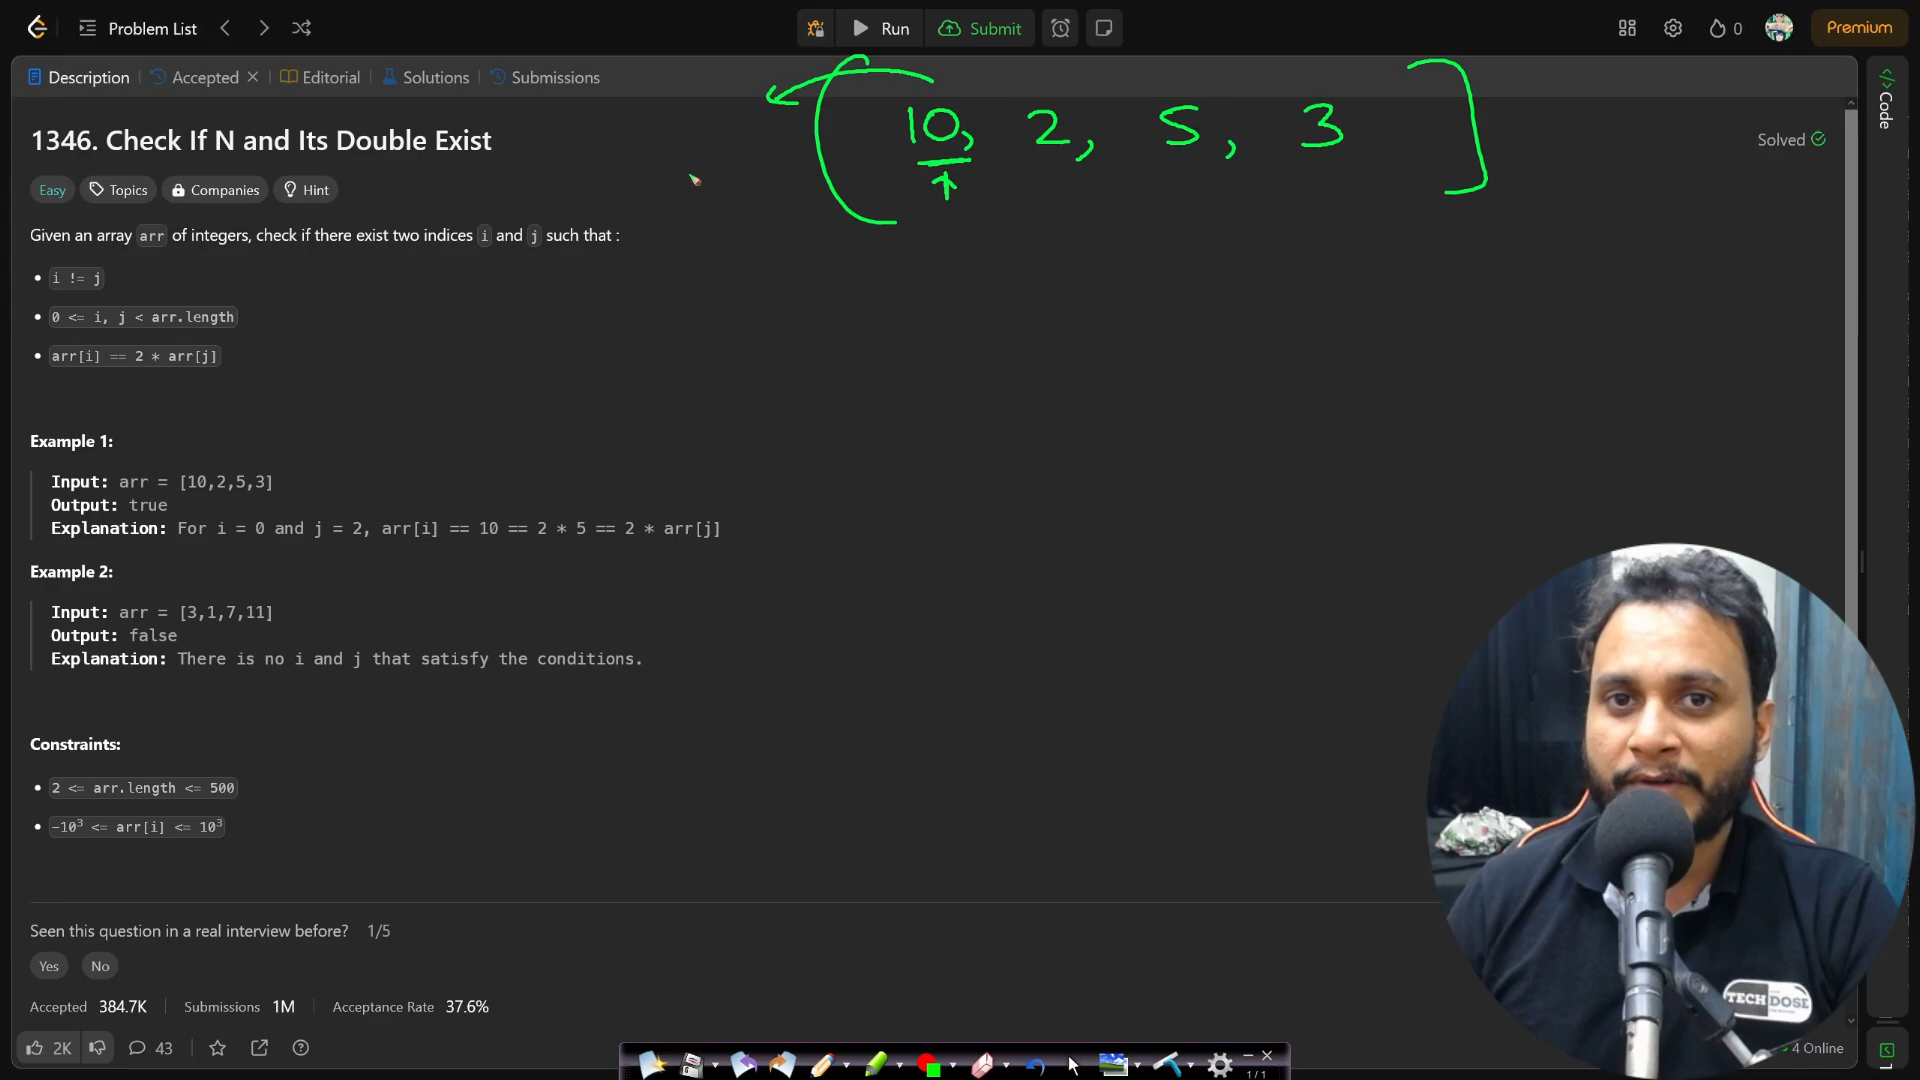 Problem List
Run
Submit
0
Premium
Description
Accepted
Editorial
Solutions
Submissions
Code
10, 2, 5, 3
1346. Check If N and Its Double Exist
Solved
Easy
Topics
Companies
Hint
Given an array arr of integers, check if there exist two indices i and j such that :
• i != j
• 0 <= i, j < arr.length
• arr[i] == 2 * arr[j]
Example 1:
Input: arr = [10,2,5,3]
Output: true
Explanation: For i = 0 and j = 2, arr[i] == 10 == 2 * 5 == 2 * arr[j]
Example 2:
Input: arr = [3,1,7,11]
Output: false
Explanation: There is no i and j that satisfy the conditions.
Constraints:
• 2 <= arr.length <= 500
• -10³ <= arr[i] <= 10³
Seen this question in a real interview before? 1/5
Yes
No
Accepted 384.7K
Submissions 1M
Acceptance Rate 37.6%
2K
43
4 Online
TECH DOSE
1/1